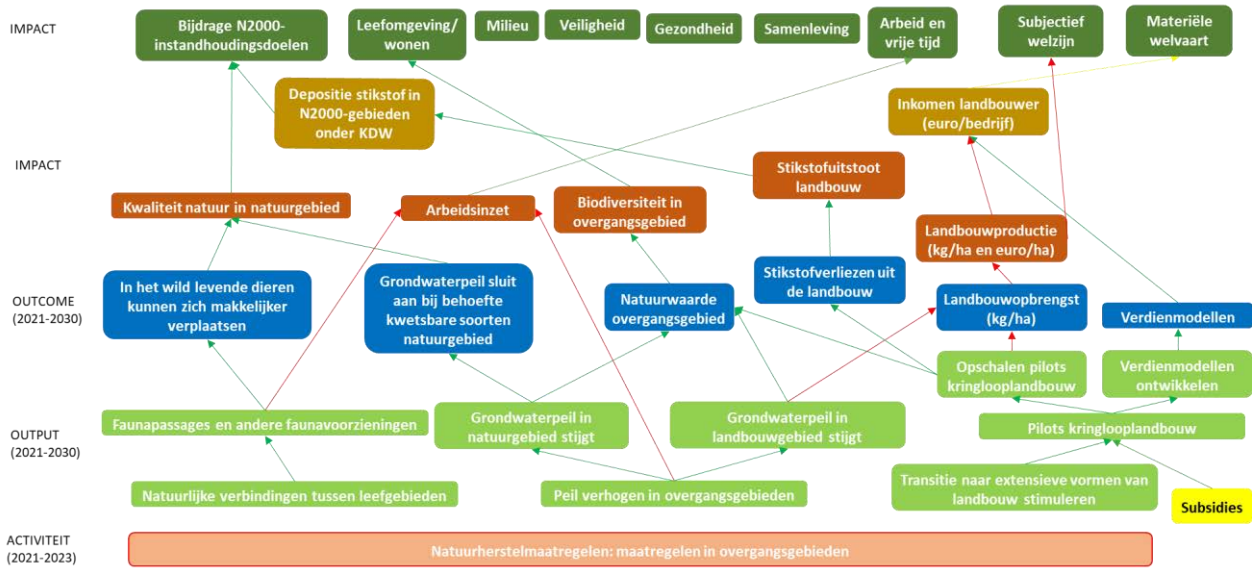 IMPACT
Bijdrage N2000-
instandhoudingsdoelen
Leefomgeving/
wonen
Milieu
Veiligheid
Gezondheid
Samenleving
Arbeid en
vrije tijd
Subjectief
welzijn
Materiële
welvaart
Depositie stikstof in
N2000-gebieden
onder KDW
Inkomen landbouwer
(euro/bedrijf)
IMPACT
Kwaliteit natuur in natuurgebied
Arbeidsinzet
Biodiversiteit in
overgangsgebied
Stikstofuitstoot
landbouw
Landbouwproductie
(kg/ha en euro/ha)
OUTCOME
(2021-2030)
In het wild levende dieren
kunnen zich makkelijker
verplaatsen
Grondwaterpeil sluit
aan bij behoefte
kwetsbare soorten
natuurgebied
Natuurwaarde
overgangsgebied
Stikstofverliezen uit
de landbouw
Landbouwopbrengst
(kg/ha)
Verdienmodellen
Opschalen pilots
kringlooplandbouw
Verdienmodellen
ontwikkelen
OUTPUT
(2021-2030)
Faunapassages en andere faunavoorzieningen
Grondwaterpeil in
natuurgebied stijgt
Grondwaterpeil in
landbouwgebied stijgt
Pilots kringlooplandbouw
Natuurlijke verbindingen tussen leefgebieden
Peil verhogen in overgangsgebieden
Transitie naar extensieve vormen van
landbouw stimuleren
Subsidies
ACTIVITEIT
(2021-2023)
Natuurherstelmaatregelen: maatregelen in overgangsgebieden